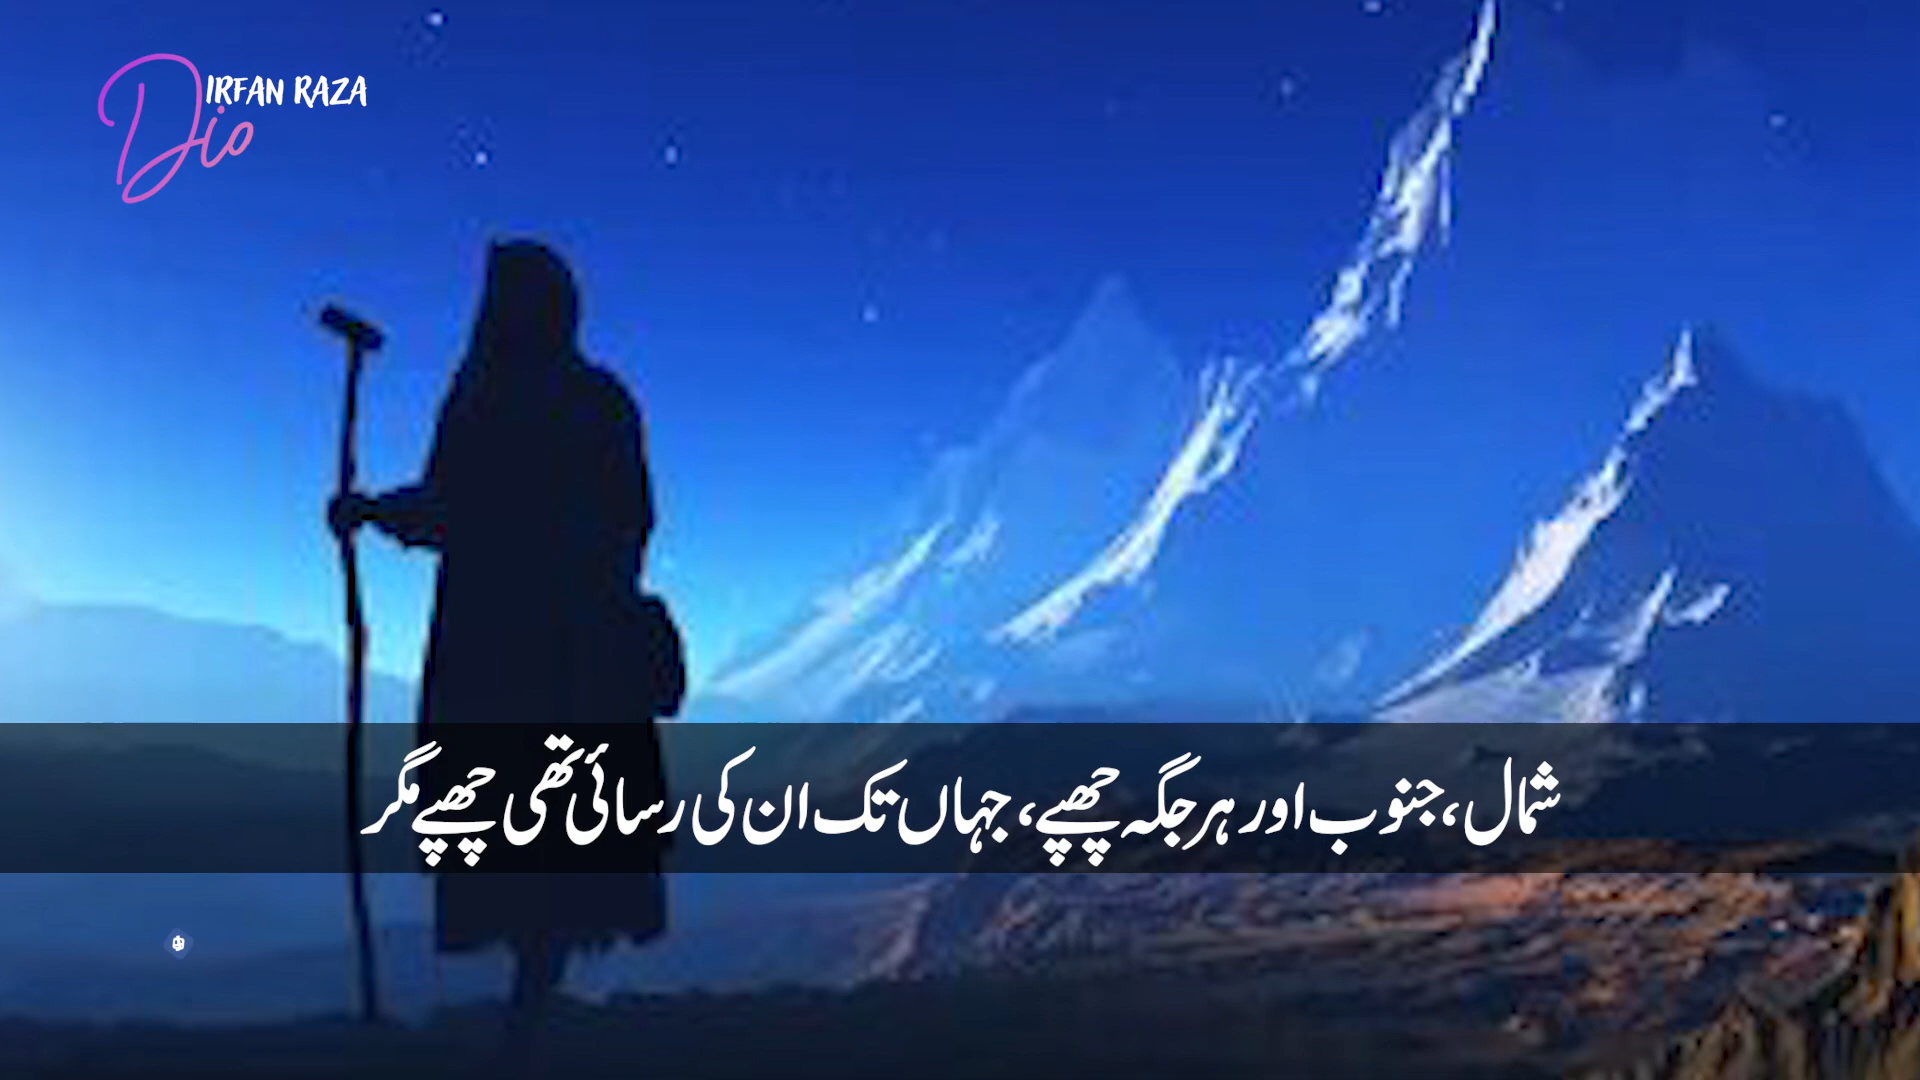 IRFAN RAZA
Dio
شمال، جنوب اور ہر جگہ چھپے، جہاں تک ان کی رسائی تھی چھپے مگر